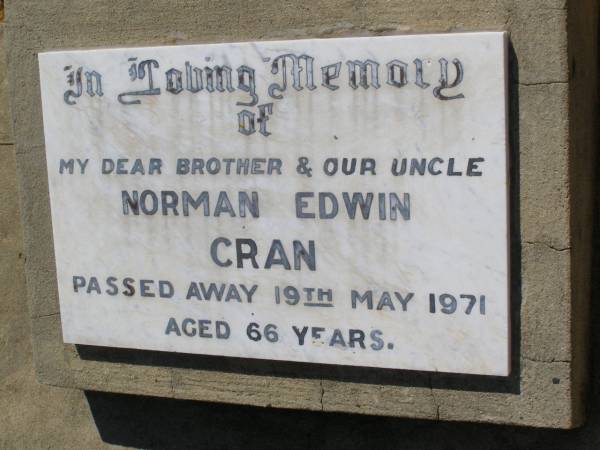 In Loving Memory
of
MY DEAR BROTHER & OUR UNCLE
NORMAN EDWIN
CRAN
PASSED AWAY 19TH MAY 1971
AGED 66 YEARS.